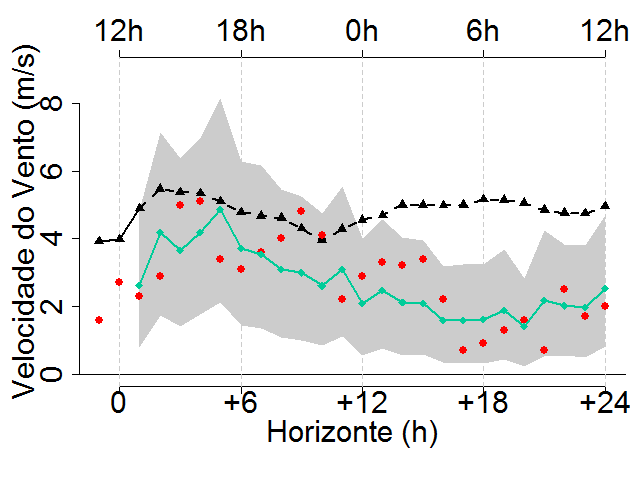 12h 18h 0h 6h 12h
Velocidade do Vento (m/s)
8
6
4
2
0
0 +6 +12 +18 +24
Horizonte (h)